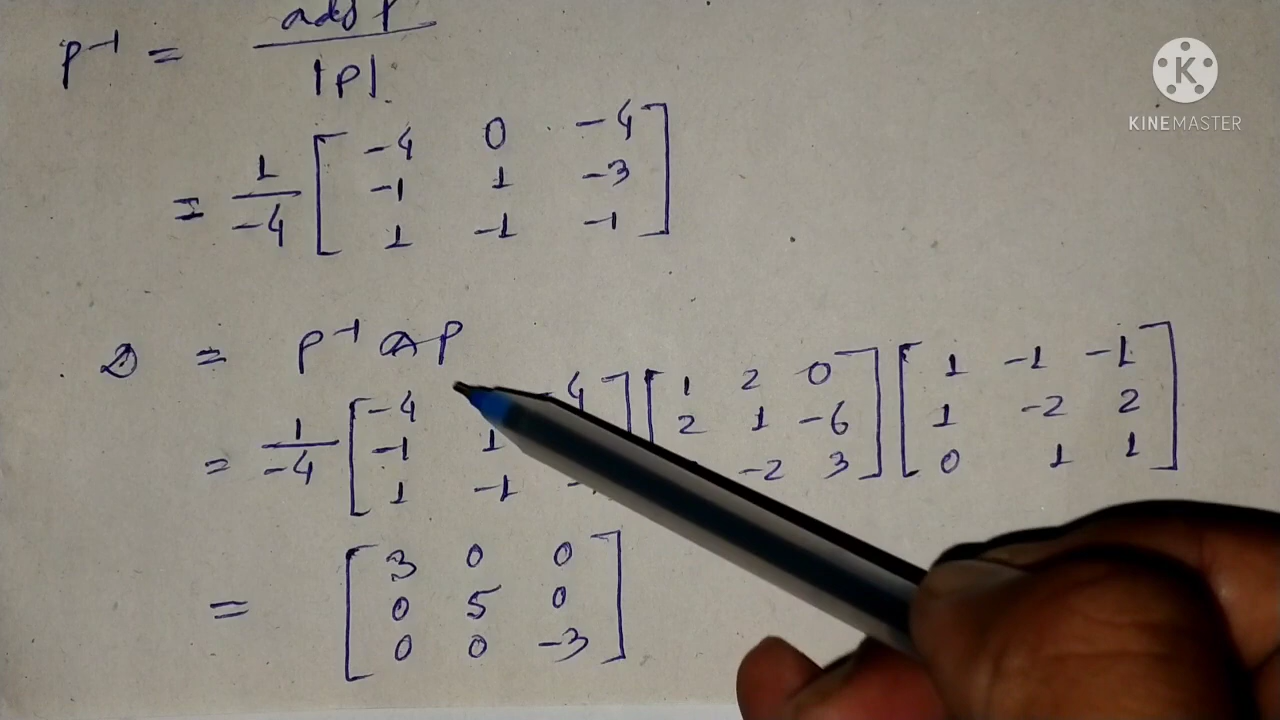 adj P
P⁻¹ = ―――
|P|
= 1/-4 [ -4 0 -4
-1 1 -3
1 -1 -1 ]
D = P⁻¹ A P
= 1/-4 [ -4 -4 ] [ 1 2 0 ] [ 1 -1 -1
-1 1 2 1 -6 1 -2 2
1 -1 -2 3 0 1 1 ]
= [ 3 0 0
0 5 0
0 0 -3 ]
K
KINEMASTER